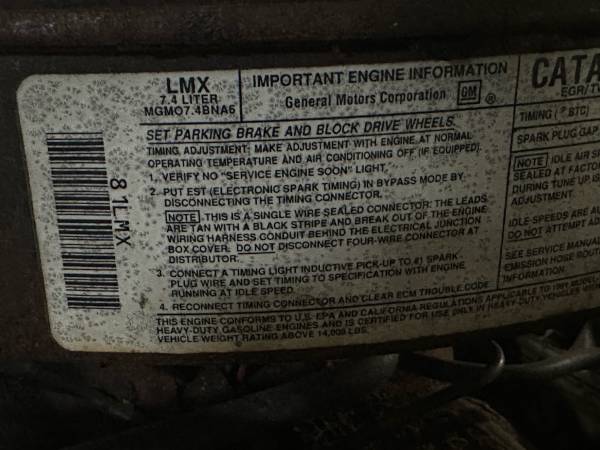 LMX
7.4 LITER
MGM07.4BNA6
IMPORTANT ENGINE INFORMATION
General Motors Corporation GM ®
SET PARKING BRAKE AND BLOCK DRIVE WHEELS.
TIMING ADJUSTMENT: MAKE ADJUSTMENT WITH ENGINE AT NORMAL
OPERATING TEMPERATURE AND AIR CONDITIONING OFF (IF EQUIPPED).
1. VERIFY NO "SERVICE ENGINE SOON" LIGHT.
2. PUT EST (ELECTRONIC SPARK TIMING) IN BYPASS MODE BY
DISCONNECTING THE TIMING CONNECTOR.
NOTE - THIS IS A SINGLE WIRE SEALED CONNECTOR. THE LEADS
ARE TAN WITH A BLACK STRIPE AND BREAK OUT OF THE ENGINE
WIRING HARNESS CONDUIT BEHIND THE ELECTRICAL JUNCTION
BOX COVER. DO NOT DISCONNECT FOUR-WIRE CONNECTOR AT
DISTRIBUTOR.
3. CONNECT A TIMING LIGHT INDUCTIVE PICK-UP TO #1 SPARK
PLUG WIRE AND SET TIMING TO SPECIFICATION WITH ENGINE
RUNNING AT IDLE SPEED.
4. RECONNECT TIMING CONNECTOR AND CLEAR ECM TROUBLE CODE
THIS ENGINE CONFORMS TO U.S. EPA AND CALIFORNIA REGULATIONS APPLICABLE TO 1991 MODEL
HEAVY-DUTY GASOLINE ENGINES AND IS CERTIFIED FOR USE ONLY IN HEAVY-DUTY VEHICLES
VEHICLE WEIGHT RATING ABOVE 14,000 LBS.
81LMX
CATA
EGR/
TIMING (° BTC)
SPARK PLUG GAP
NOTE IDLE AIR
SEALED AT FACTO
DURING TUNE UP.
ADJUSTMENT.
IDLE-SPEEDS ARE
DO NOT ATTEMPT AD
SEE SERVICE MANUAL
EMISSION HOSE ROUT
INFORMATION